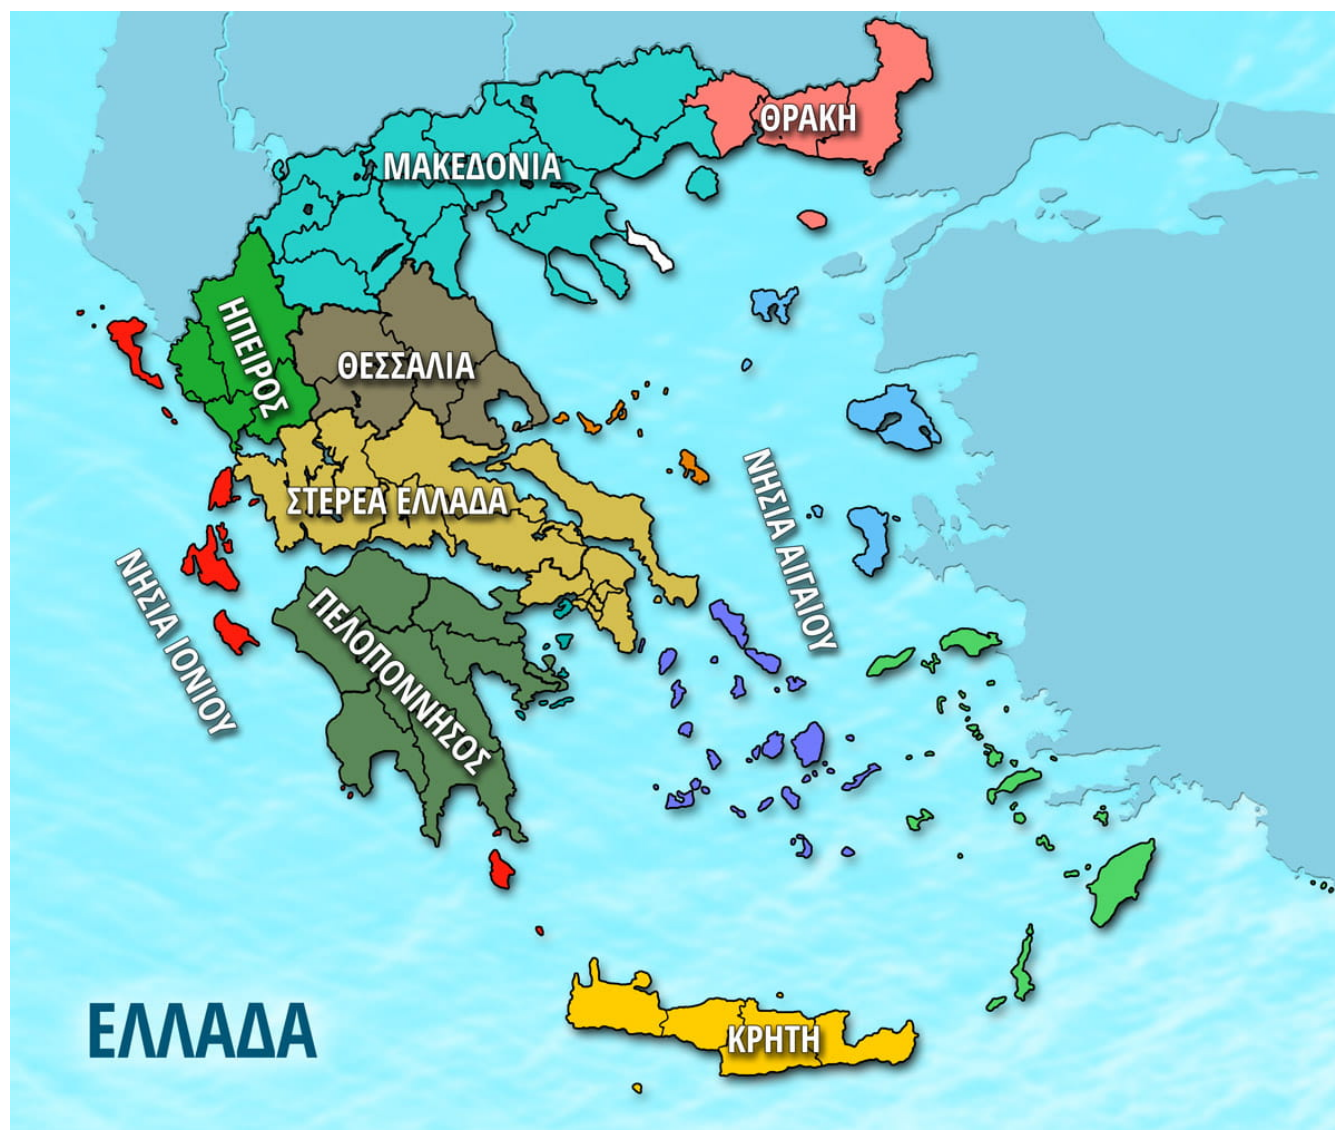 ΘΡΑΚΗ
ΜΑΚΕΔΟΝΙΑ
ΗΠΕΙΡΟΣ
ΘΕΣΣΑΛΙΑ
ΣΤΕΡΕΑ ΕΛΛΑΔΑ
ΝΗΣΙΑ ΑΙΓΑΙΟΥ
ΝΗΣΙΑ ΙΟΝΙΟΥ
ΠΕΛΟΠΟΝΝΗΣΟΣ
ΕΛΛΑΔΑ
ΚΡΗΤΗ